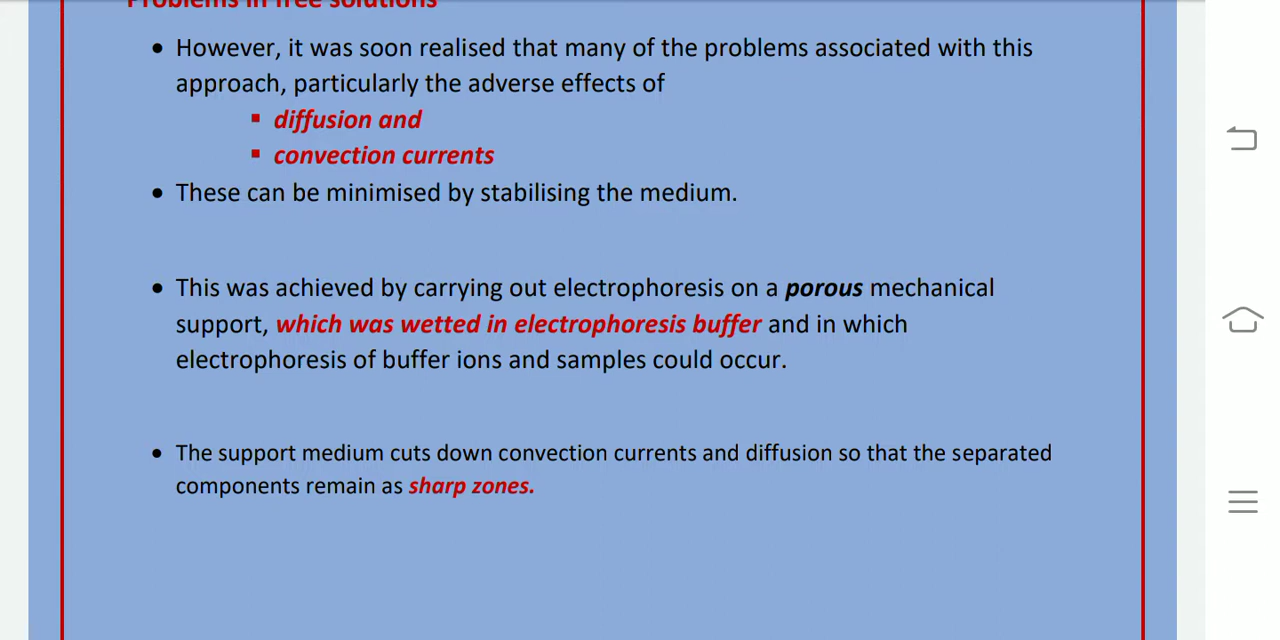 Problems in free solutions
• However, it was soon realised that many of the problems associated with this
approach, particularly the adverse effects of
▪ diffusion and
▪ convection currents
• These can be minimised by stabilising the medium.
• This was achieved by carrying out electrophoresis on a porous mechanical
support, which was wetted in electrophoresis buffer and in which
electrophoresis of buffer ions and samples could occur.
• The support medium cuts down convection currents and diffusion so that the separated
components remain as sharp zones.